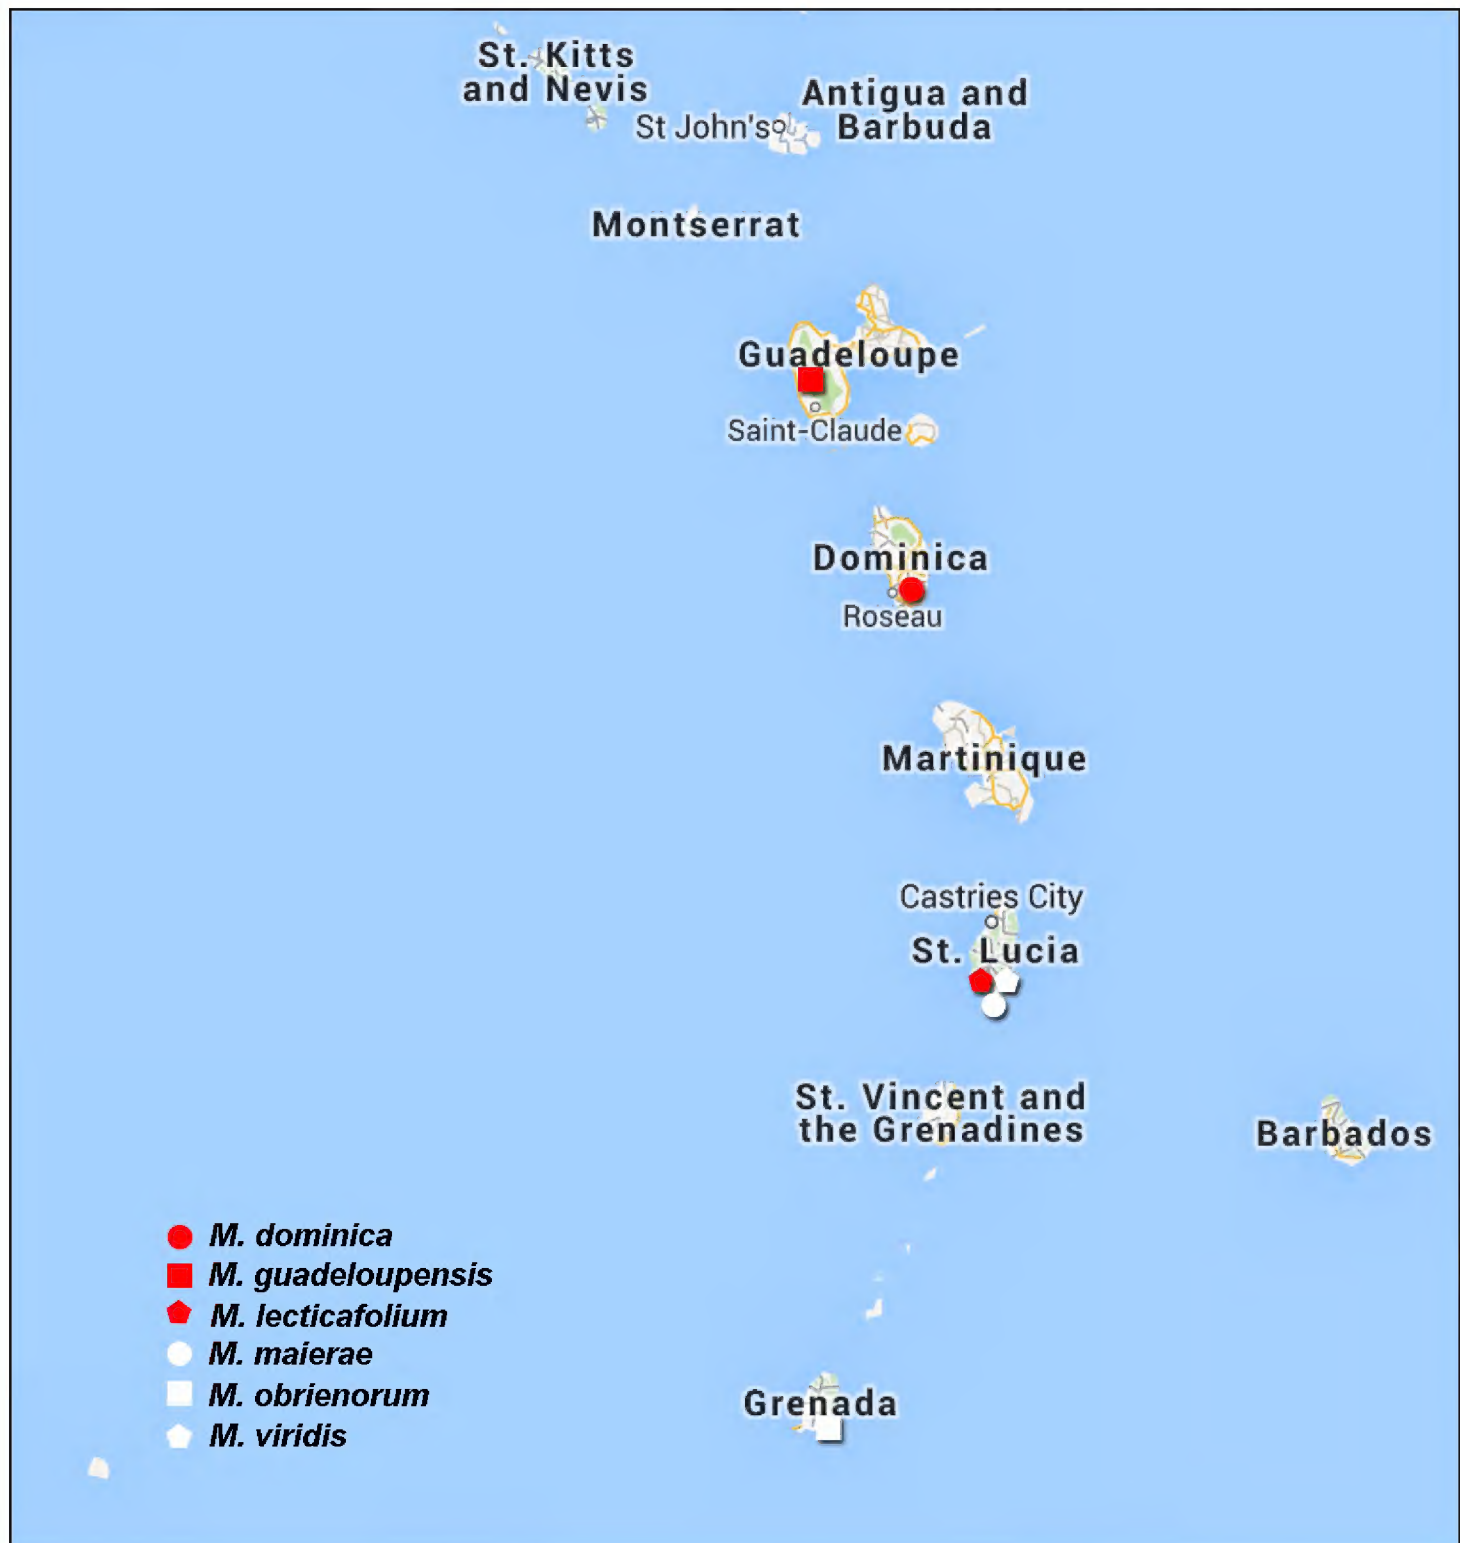 St. Kitts
and Nevis
Antigua and
Barbuda
St John's
Montserrat
Guadeloupe
Saint-Claude
Dominica
Roseau
Martinique
Castries City
St. Lucia
St. Vincent and
the Grenadines
Barbados
M. dominica
M. guadeloupensis
M. lecticafolium
M. maierae
M. obrienorum
M. viridis
Grenada